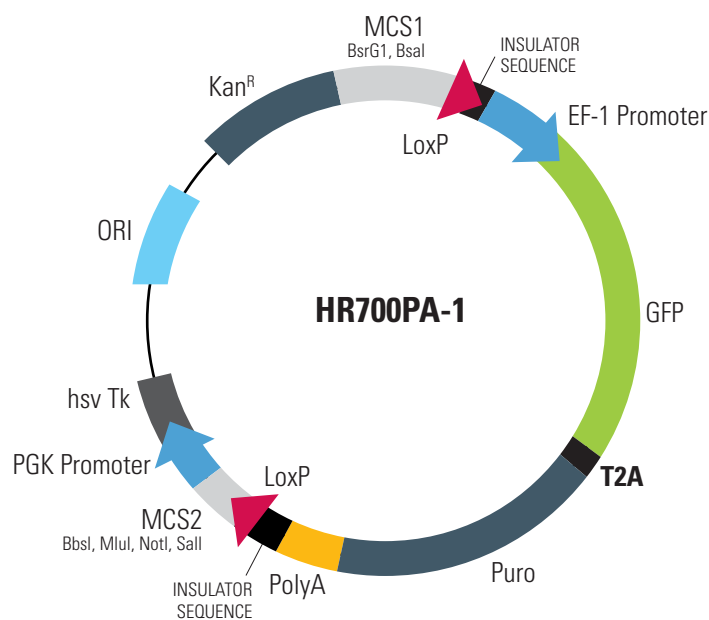 MCS1
BsrG1, BsaI
INSULATOR
SEQUENCE
Kanᴿ
EF-1 Promoter
LoxP
ORI
HR700PA-1
GFP
hsv Tk
PGK Promoter
LoxP
T2A
MCS2
BbsI, MluI, NotI, SalI
Puro
INSULATOR
SEQUENCE
PolyA